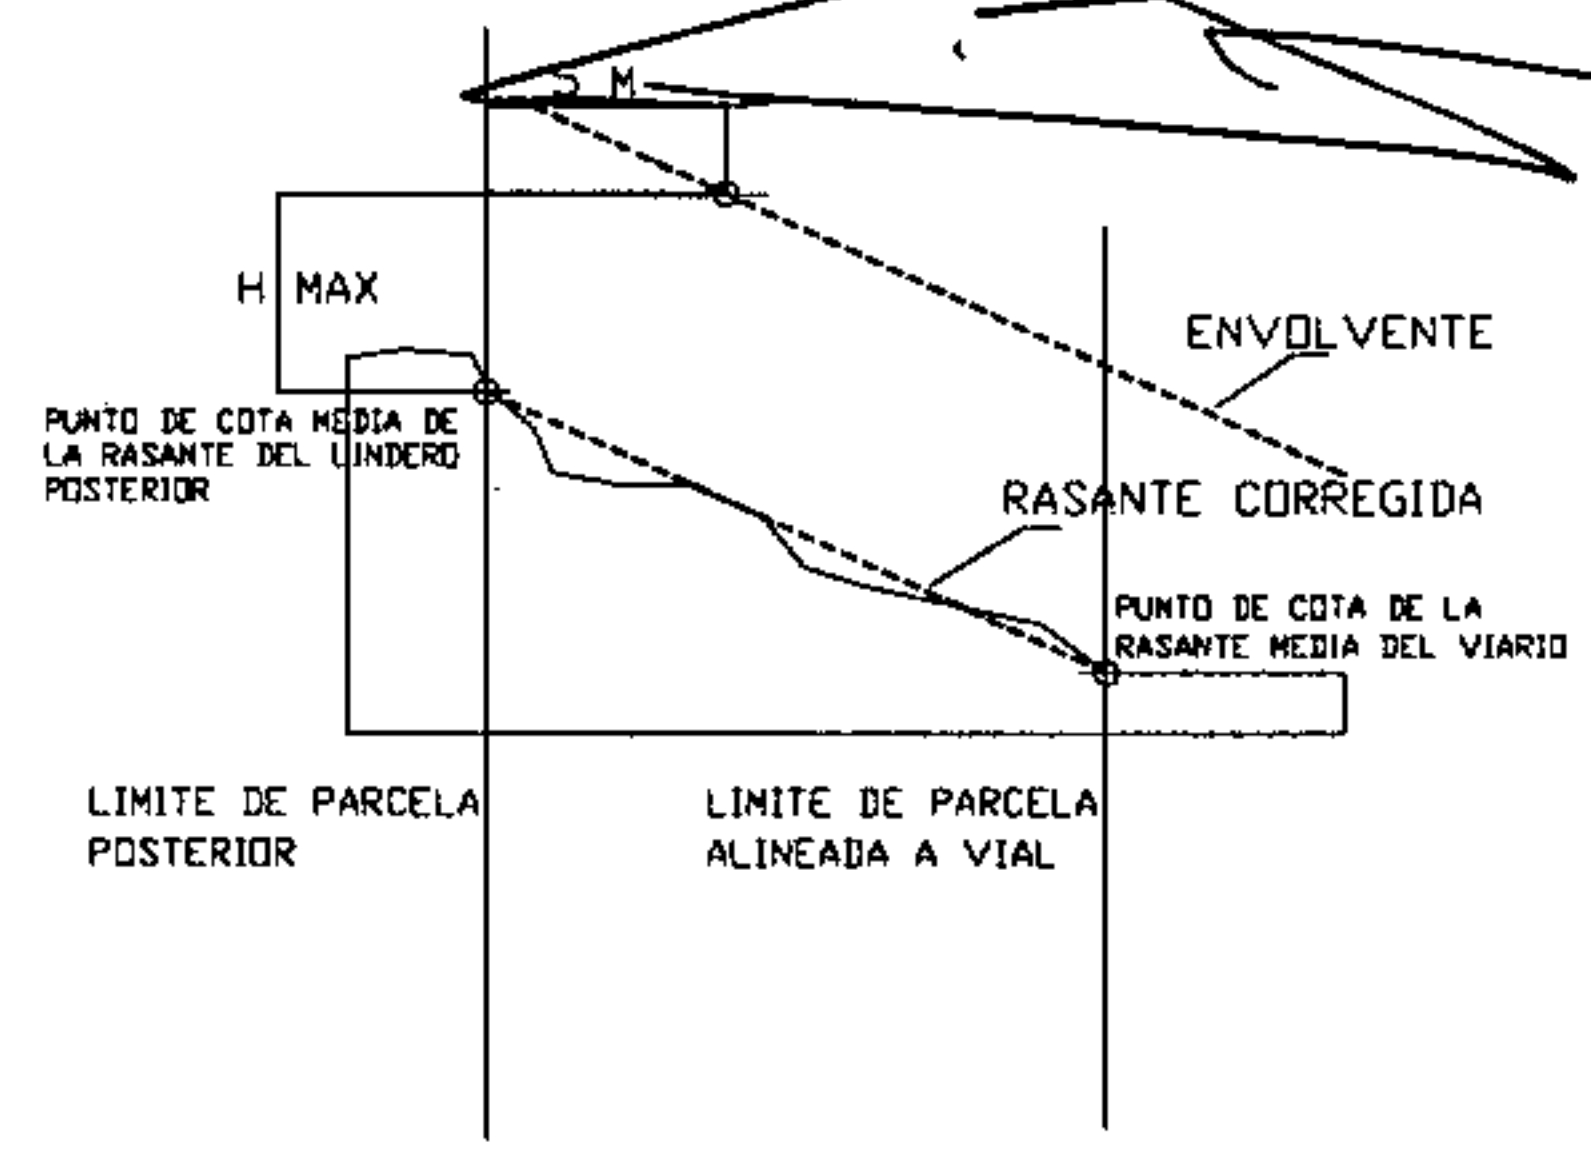 M
H MAX
ENVOLVENTE
PUNTO DE COTA MEDIA DE
LA RASANTE DEL LINDERO
POSTERIOR
RASANTE CORREGIDA
PUNTO DE COTA DE LA
RASANTE MEDIA DEL VIARIO
LIMITE DE PARCELA
POSTERIOR
LIMITE DE PARCELA
ALINEADA A VIAL